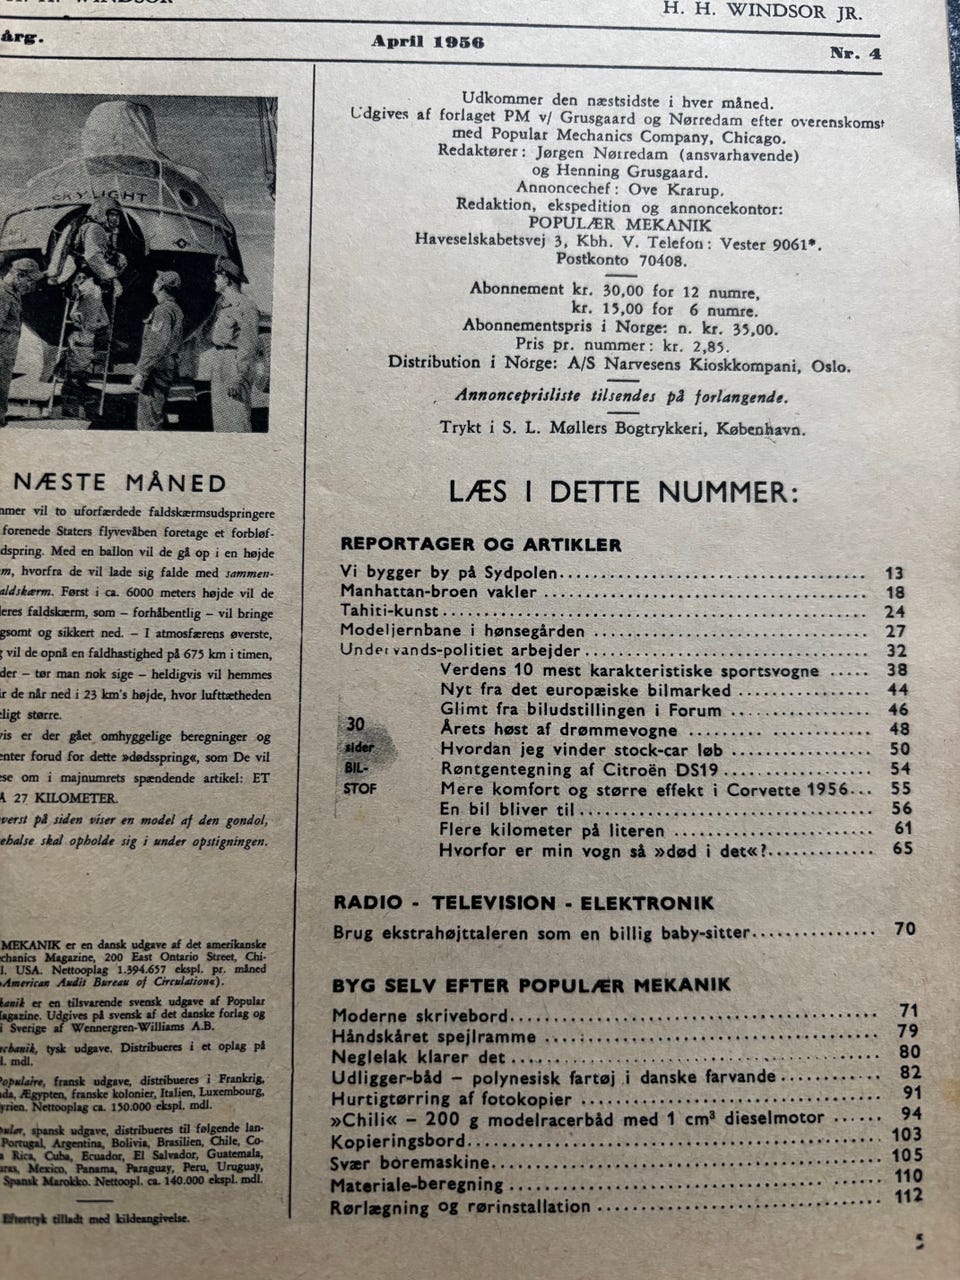 H. H. WINDSOR JR.
årg.
April 1956
Nr. 4
SKYLIGHT
NÆSTE MÅNED
mmer vil to uforfærdede faldskærmsudspringere
forenede Staters flyvevåben foretage et forbløf-
dspring. Med en ballon vil de gå op i en højde
m, hvorfra de vil lade sig falde med sammen-
aldskærm. Først i ca. 6000 meters højde vil de
deres faldskærm, som – forhåbentlig – vil bringe
gsomt og sikkert ned. – I atmosfærens øverste,
g vil de opnå en faldhastighed på 675 km i timen,
der – tør man nok sige – heldigvis vil hemmes
år de når ned i 23 km's højde, hvor lufttætheden
eligt større.
vis er der gået omhyggelige beregninger og
enter forud for dette »dødsspring«, som De vil
ese om i majnumrets spændende artikel: ET
A 27 KILOMETER.
verst på siden viser en model af den gondol,
ehalse skal opholde sig i under opstigningen.
MEKANIK er en dansk udgave af det amerikanske
chanics Magazine, 200 East Ontario Street, Chi-
l. USA. Nettooplag 1.394.657 ekspl. pr. måned
»American Audit Bureau of Circulation«).
kanik er en tilsvarende svensk udgave af Popular
Magazine. Udgives på svensk af det danske forlag og
i Sverige af Wennergren-Williams A.B.
echanik, tysk udgave. Distribueres i et oplag på
l. mdl.
Populaire, fransk udgave, distribueres i Frankrig,
da, Ægypten, franske kolonier, Italien, Luxembourg,
yrien. Nettooplag ca. 150.000 ekspl. mdl.
pular, spansk udgave, distribueres til følgende lan-
Portugal, Argentina, Bolivia, Brasilien, Chile, Co-
a Rica, Cuba, Ecuador, El Salvador, Guatemala,
uras, Mexico, Panama, Paraguay, Peru, Uruguay,
Spansk Marokko. Nettoopl. ca. 140.000 ekspl. mdl.
Eftertryk tilladt med kildeangivelse.
Udkommer den næstsidste i hver måned.
Udgives af forlaget PM v/ Grusgaard og Nørredam efter overenskomst
med Popular Mechanics Company, Chicago.
Redaktører: Jørgen Nørredam (ansvarhavende)
og Henning Grusgaard.
Annoncechef: Ove Krarup.
Redaktion, ekspedition og annoncekontor:
POPULÆR MEKANIK
Haveselskabetsvej 3, Kbh. V. Telefon: Vester 9061*.
Postkonto 70408.
Abonnement kr. 30,00 for 12 numre,
kr. 15,00 for 6 numre.
Abonnementspris i Norge: n. kr. 35,00.
Pris pr. nummer: kr. 2,85.
Distribution i Norge: A/S Narvesens Kioskkompani, Oslo.
Annonceprisliste tilsendes på forlangende.
Trykt i S. L. Møllers Bogtrykkeri, København.
LÆS I DETTE NUMMER:
REPORTAGER OG ARTIKLER
Vi bygger by på Sydpolen 13
Manhattan-broen vakler 18
Tahiti-kunst 24
Modeljernbane i hønsegården 27
Undervands-politiet arbejder 32
30
sider
BIL-
STOF
Verdens 10 mest karakteristiske sportsvogne 38
Nyt fra det europæiske bilmarked 44
Glimt fra biludstillingen i Forum 46
Årets høst af drømmevogne 48
Hvordan jeg vinder stock-car løb 50
Røntgentegning af Citroën DS19 54
Mere komfort og større effekt i Corvette 1956 55
En bil bliver til 56
Flere kilometer på literen 61
Hvorfor er min vogn så »død i det«? 65
RADIO - TELEVISION - ELEKTRONIK
Brug ekstrahøjttaleren som en billig baby-sitter 70
BYG SELV EFTER POPULÆR MEKANIK
Moderne skrivebord 71
Håndskåret spejlramme 79
Neglelak klarer det 80
Udligger-båd – polynesisk fartøj i danske farvande 82
Hurtigtørring af fotokopier 91
»Chili« – 200 g modelracerbåd med 1 cm³ dieselmotor 94
Kopieringsbord 103
Svær boremaskine 105
Materiale-beregning 110
Rørlægning og rørinstallation 112
5